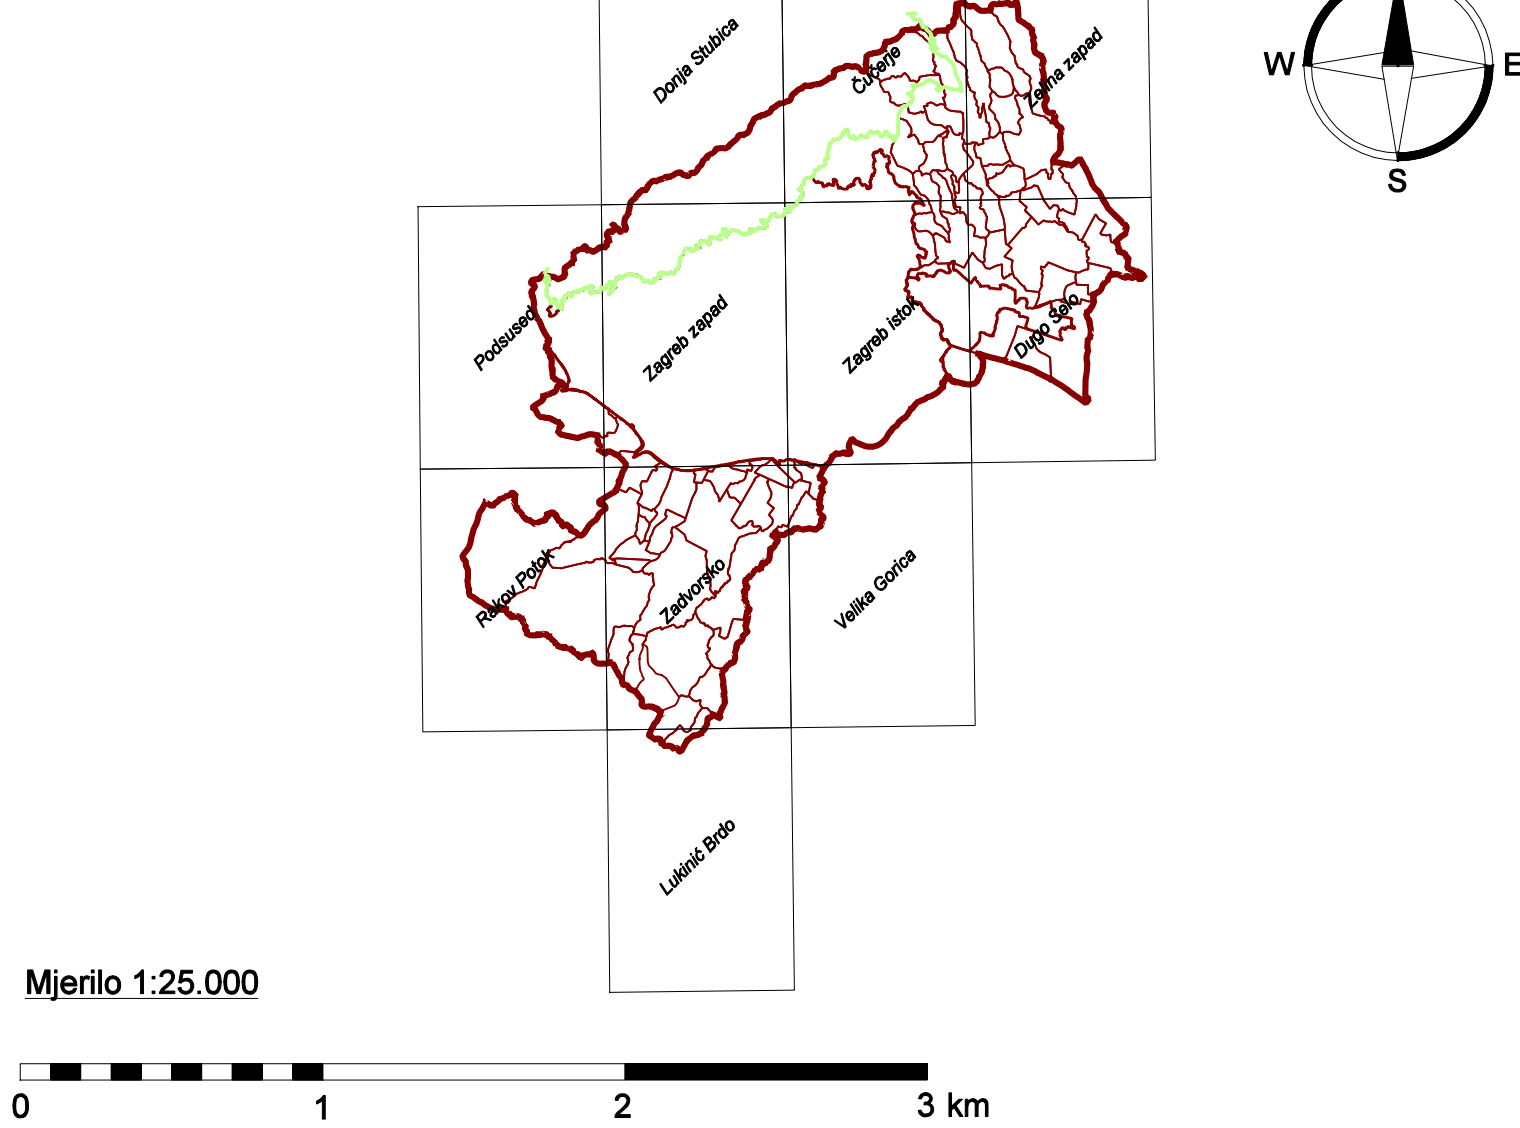 Donja Stubica
Čučerje
Zelina zapad
W
E
S
Podsused
Zagreb zapad
Zagreb istok
Dugo Selo
Rakov Potok
Zadvorsko
Velika Gorica
Lukinić Brdo
Mjerilo 1:25.000
0 1 2 3 km